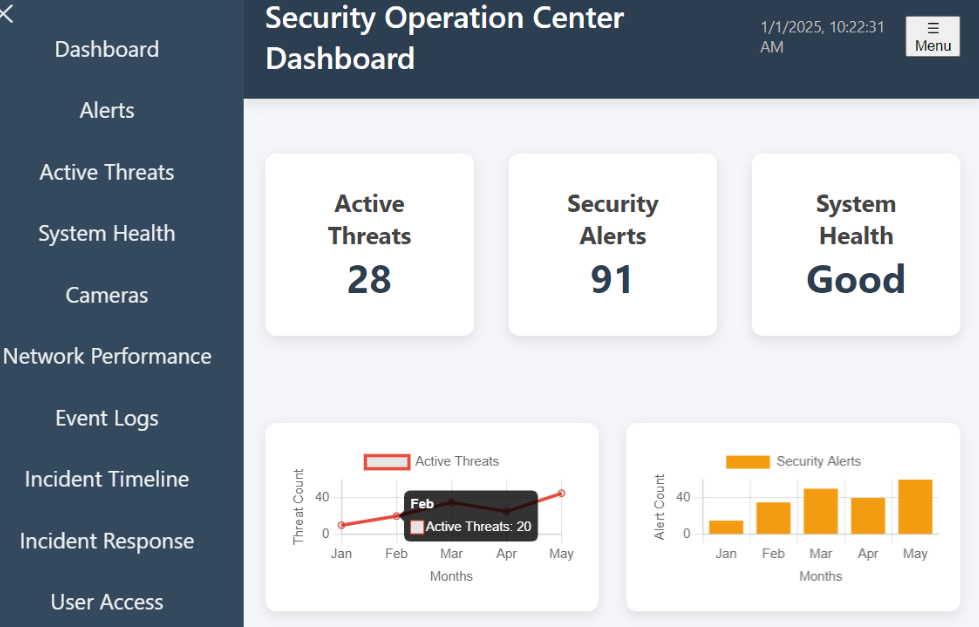 Dashboard
Alerts
Active Threats
System Health
Cameras
Network Performance
Event Logs
Incident Timeline
Incident Response
User Access
Security Operation Center
Dashboard
1/1/2025, 10:22:31
AM
☰
Menu
Active
Threats
28
Security
Alerts
91
System
Health
Good
Active Threats
Threat Count
40
0
Feb
Active Threats: 20
Jan Feb Mar Apr May
Months
Security Alerts
Alert Count
40
0
Jan Feb Mar Apr May
Months